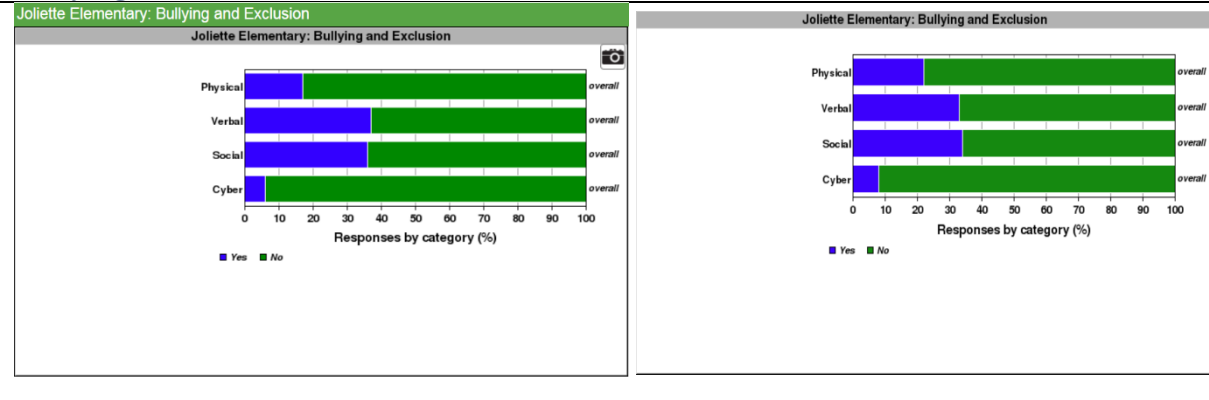 Joliette Elementary: Bullying and Exclusion
Joliette Elementary: Bullying and Exclusion
Physical overall
Verbal overall
Social overall
Cyber overall
0 10 20 30 40 50 60 70 80 90 100
Responses by category (%)
Yes No
Joliette Elementary: Bullying and Exclusion
Physical overall
Verbal overall
Social overall
Cyber overall
0 10 20 30 40 50 60 70 80 90 100
Responses by category (%)
Yes No